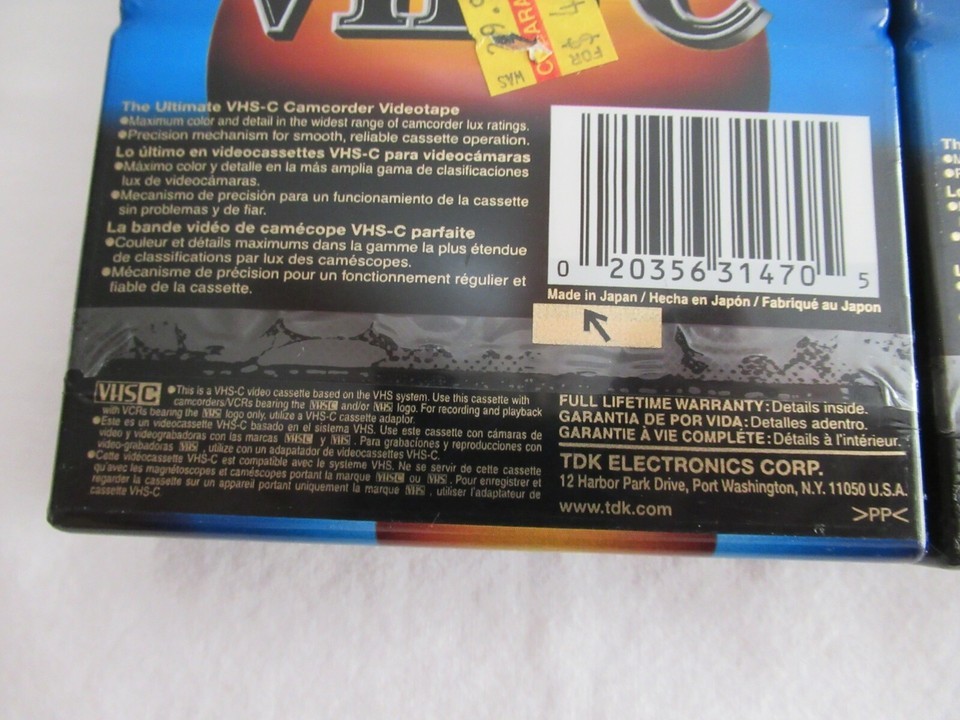 VHS-C
WAS
FOR
The Ultimate VHS-C Camcorder Videotape
●Maximum color and detail in the widest range of camcorder lux ratings.
●Precision mechanism for smooth, reliable cassette operation.
Lo último en videocassettes VHS-C para videocámaras
●Màximo color y detalle en la más amplia gama de clasificaciones
lux de videocámaras.
●Mecanismo de precisión para un funcionamiento de la cassette
sin problemas y de fiar.
La bande vidéo de camécope VHS-C parfaite
●Couleur et détails maximums dans la gamme la plus étendue
de classifications par lux des caméscopes.
●Mécanisme de précision pour un fonctionnement régulier et
fiable de la cassette.
0 20356 31470 5
Made in Japan / Hecha en Japón / Fabriqué au Japon
VHS C
●This is a VHS-C video cassette based on the VHS system. Use this cassette with
camcorders/VCRs bearing the VHS C and/or VHS logo. For recording and playback
with VCRs bearing the VHS logo only, utilize a VHS-C cassette adaptor.
●Este es un videocassette VHS-C basado en el sistema VHS. Use este cassette con cámaras de
video y videograbadoras con las marcas VHS C y VHS. Para grabaciones y reproducciones con
video-grabadoras VHS, utilize con un adapatador de videocassettes VHS-C.
●Cette vidéocassette VHS-C est compatible avec le systeme VHS. Ne se servir de cette cassette
qu'avec les magnétoscopes et caméscopes portant la marque VHS C ou VHS. Pour enregistrer et
regarder la cassette sur un appareil portant uniquement la marque VHS, utiliser l'adaptateur de
cassette VHS-C
FULL LIFETIME WARRANTY: Details inside.
GARANTIA DE POR VIDA: Detalles adentro.
GARANTIE À VIE COMPLÈTE: Détails à l'intérieur.
TDK ELECTRONICS CORP.
12 Harbor Park Drive, Port Washington, N.Y. 11050 U.S.A.
www.tdk.com
>PP<